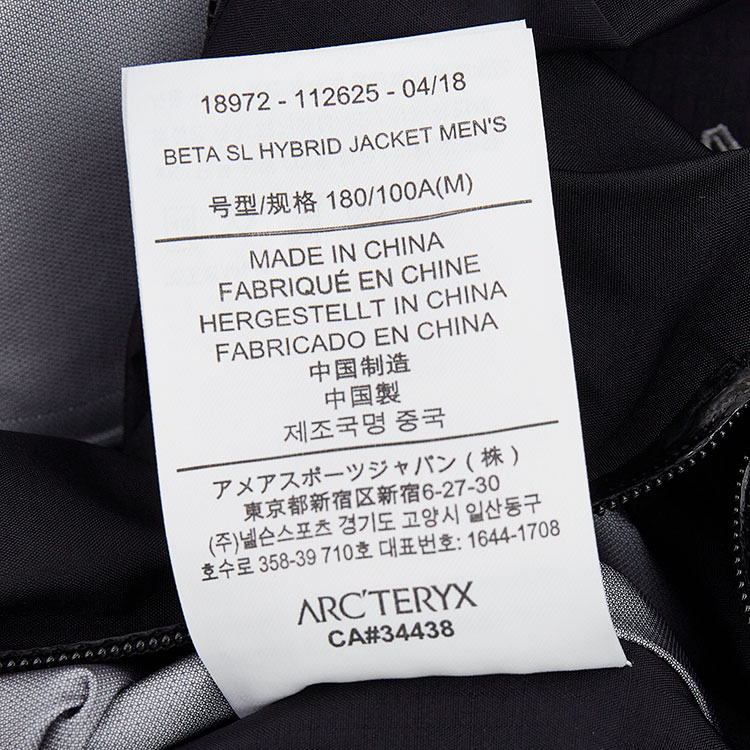 18972 - 112625 - 04/18
BETA SL HYBRID JACKET MEN'S
号型/规格 180/100A(M)
MADE IN CHINA
FABRIQUÉ EN CHINE
HERGESTELLT IN CHINA
FABRICADO EN CHINA
中国制造
中国製
제조국명 중국
アメアスポーツジャパン ( 株 )
東京都新宿区新宿6-27-30
(주)넬슨스포츠 경기도 고양시 일산동구
호수로 358-39 710호 대표번호: 1644-1708
ARC'TERYX
CA#34438